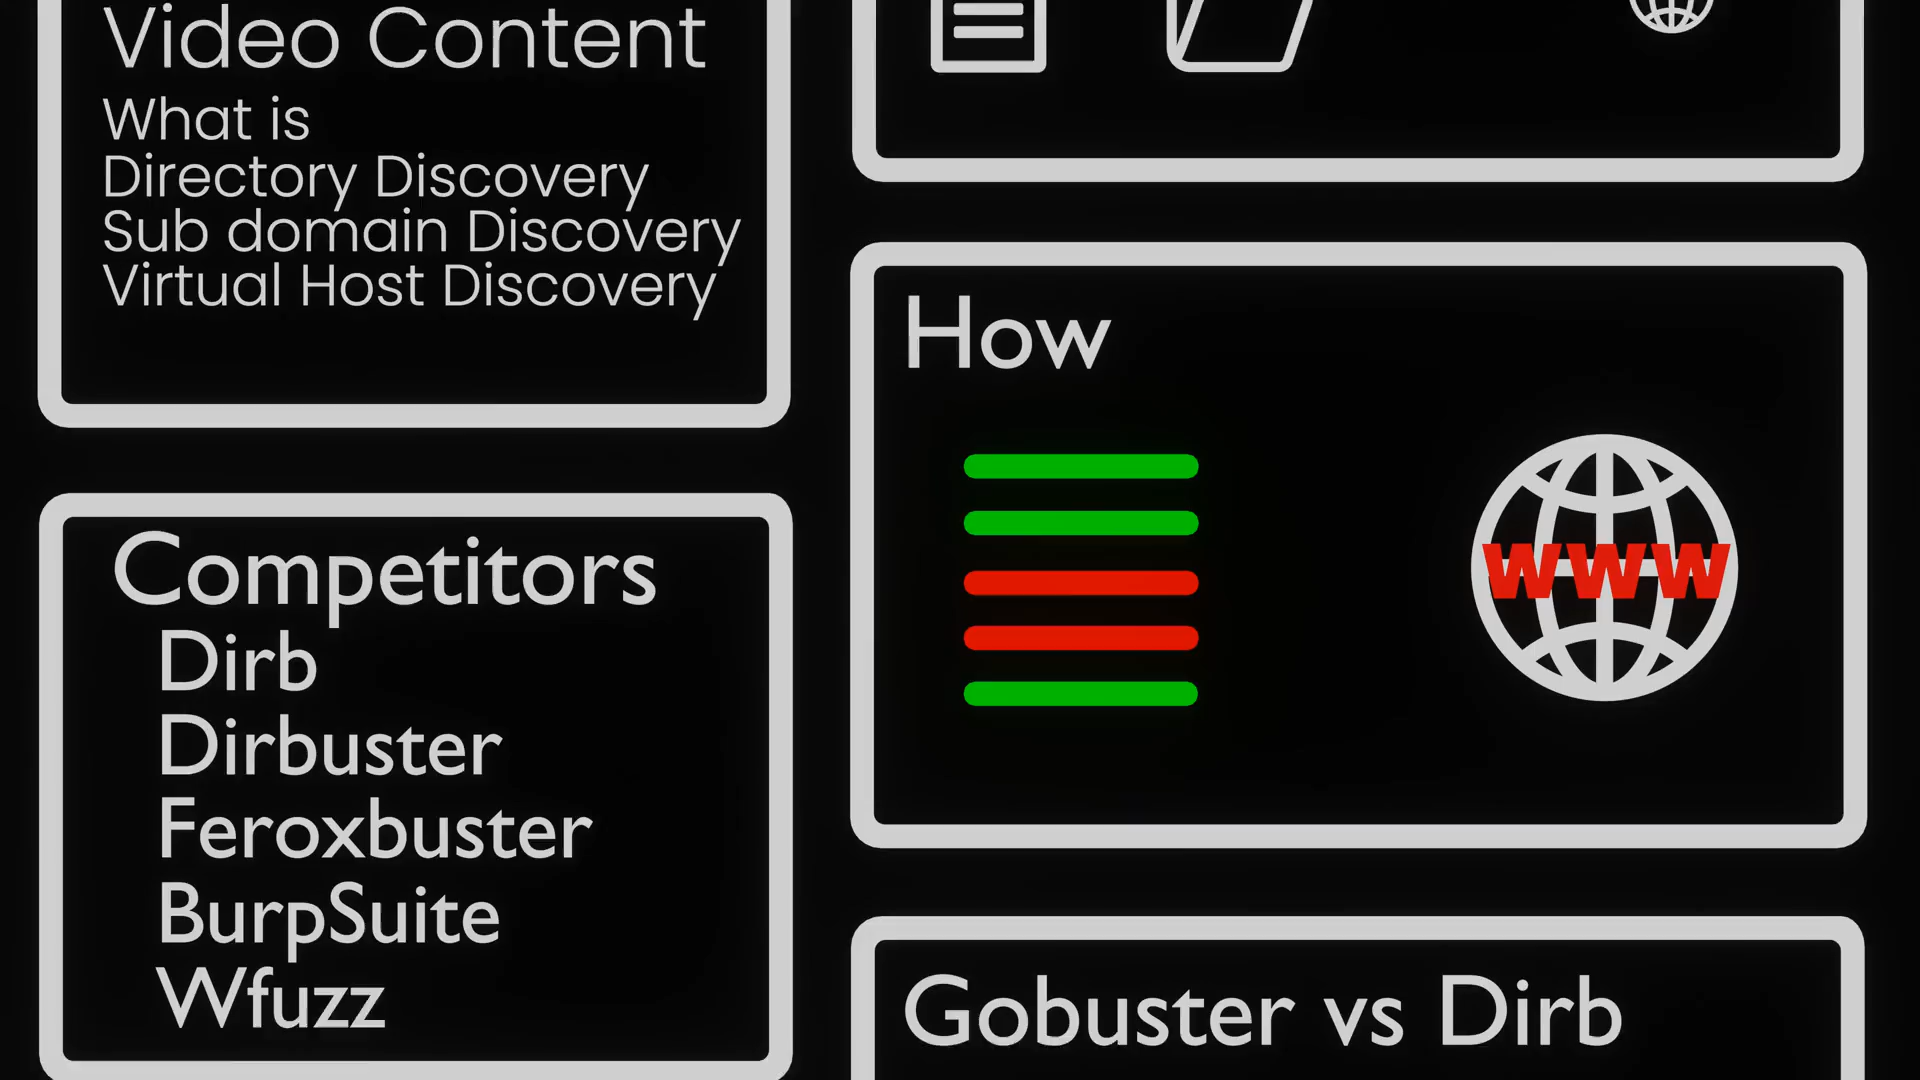 Video Content
What is
Directory Discovery
Sub domain Discovery
Virtual Host Discovery
Competitors
Dirb
Dirbuster
Feroxbuster
BurpSuite
Wfuzz
How
www
Gobuster vs Dirb